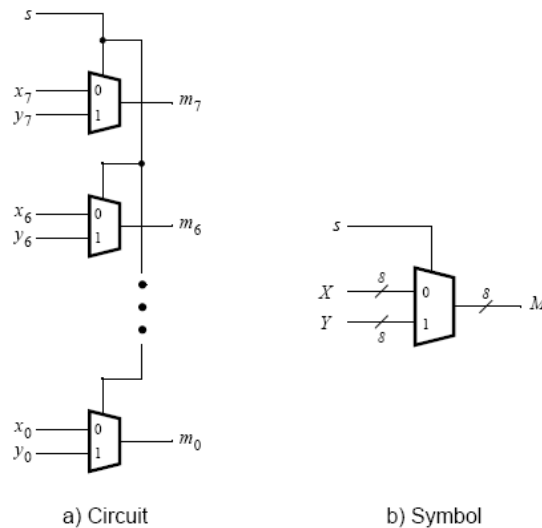 s
x₇ 0 m₇
y₇ 1
x₆ 0 m₆
y₆ 1
s
X 8 0 8 M
Y 8 1
x₀ 0 m₀
y₀ 1
a) Circuit b) Symbol